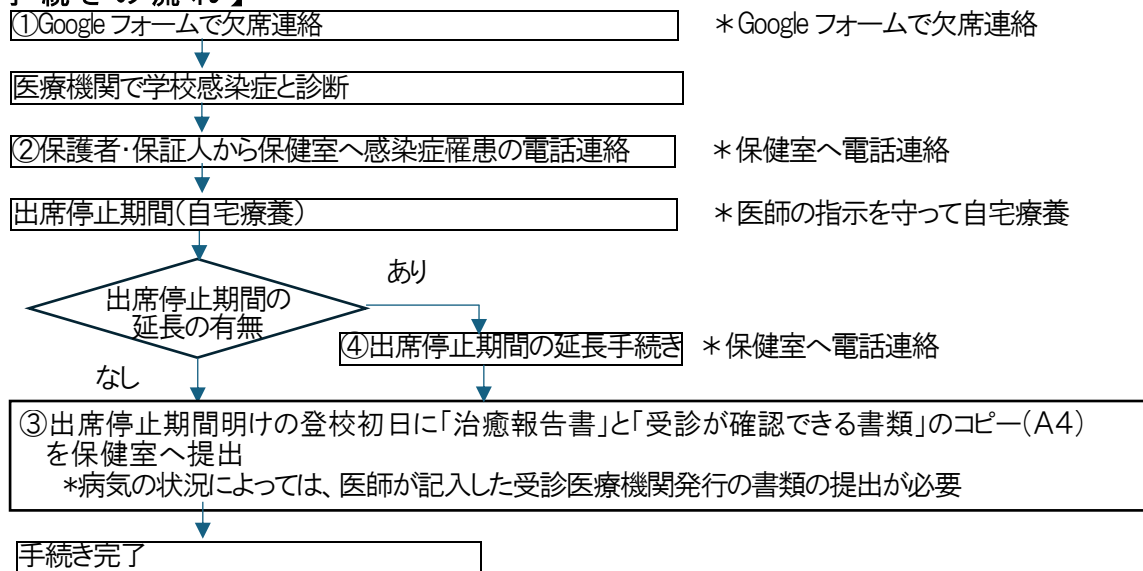 手続きの流れ】
①Google フォームで欠席連絡
＊Google フォームで欠席連絡
医療機関で学校感染症と診断
②保護者・保証人から保健室へ感染症罹患の電話連絡
＊保健室へ電話連絡
出席停止期間（自宅療養）
＊医師の指示を守って自宅療養
出席停止期間の
延長の有無
あり
④出席停止期間の延長手続き
＊保健室へ電話連絡
なし
③出席停止期間明けの登校初日に「治癒報告書」と「受診が確認できる書類」のコピー（A4）
を保健室へ提出
*病気の状況によっては、医師が記入した受診医療機関発行の書類の提出が必要
手続き完了